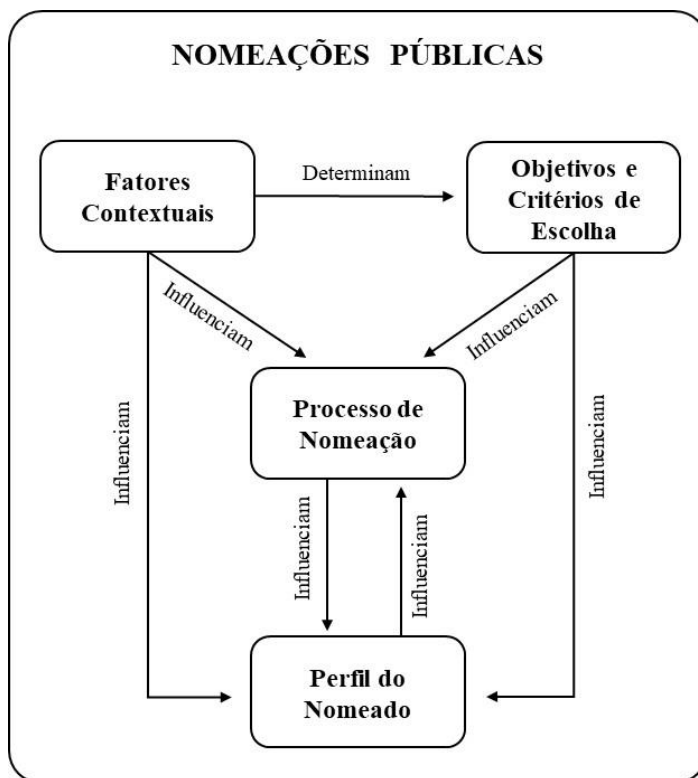 NOMEAÇÕES PÚBLICAS
Fatores
Contextuais
Determinam
Objetivos e
Critérios de
Escolha
Influenciam
Influenciam
Processo de
Nomeação
Influenciam
Influenciam
Influenciam
Influenciam
Perfil do
Nomeado